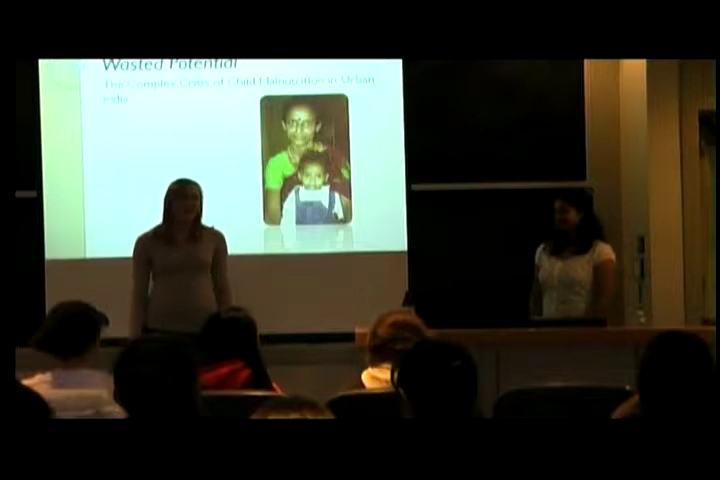 Wasted Potential
The Complex Crisis of Child Malnutrition in Urban
India